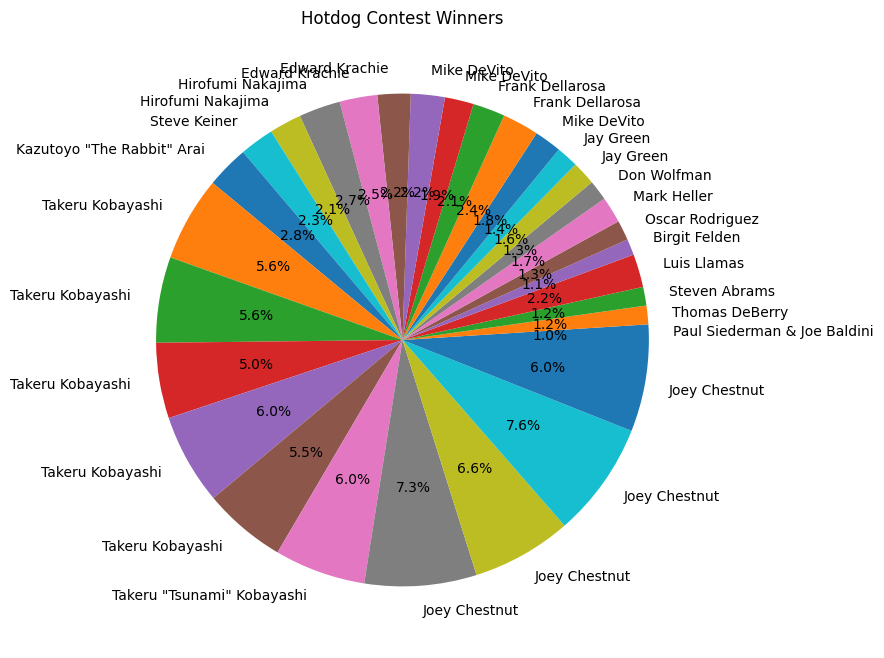 Hotdog Contest Winners
Paul Siederman & Joe Baldini
1.0%
Thomas DeBerry
1.2%
Steven Abrams
1.2%
Luis Llamas
2.2%
Birgit Felden
1.1%
Oscar Rodriguez
1.3%
Mark Heller
1.7%
Don Wolfman
1.3%
Jay Green
1.6%
Jay Green
1.4%
Mike DeVito
1.8%
Frank Dellarosa
2.4%
Frank Dellarosa
2.1%
Mike DeVito
1.9%
Mike DeVito
2.2%
Edward Krachie
2.2%
Edward Krachie
2.5%
Hirofumi Nakajima
2.7%
Hirofumi Nakajima
2.1%
Steve Keiner
2.3%
Kazutoyo "The Rabbit" Arai
2.8%
Takeru Kobayashi
5.6%
Takeru Kobayashi
5.6%
Takeru Kobayashi
5.0%
Takeru Kobayashi
6.0%
Takeru Kobayashi
5.5%
Takeru "Tsunami" Kobayashi
6.0%
Joey Chestnut
7.3%
Joey Chestnut
6.6%
Joey Chestnut
7.6%
Joey Chestnut
6.0%